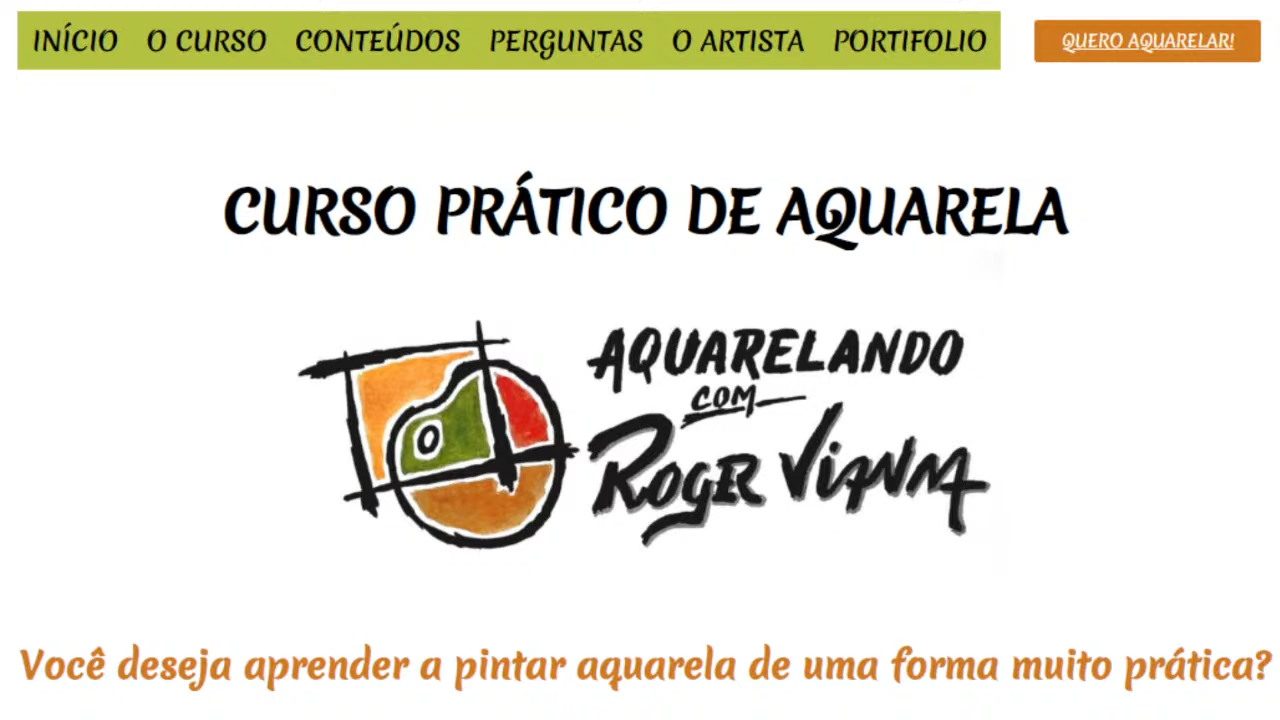 INÍCIO O CURSO CONTEÚDOS PERGUNTAS O ARTISTA PORTIFOLIO QUERO AQUARELAR!
CURSO PRÁTICO DE AQUARELA
AQUARELANDO
COM
ROGER VIANNA
Você deseja aprender a pintar aquarela de uma forma muito prática?